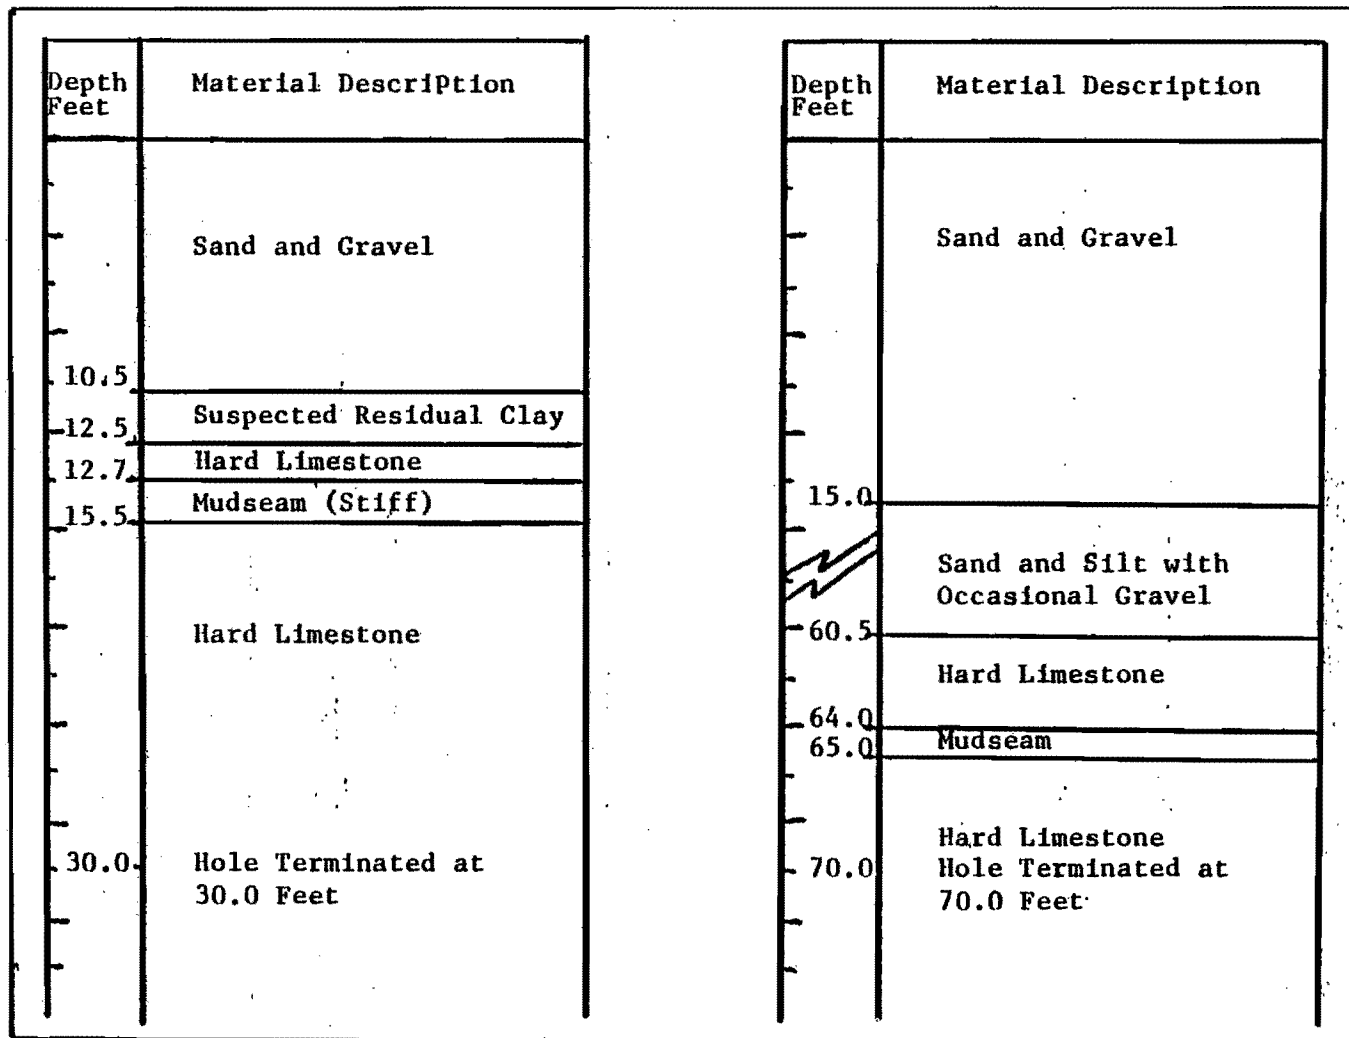 Depth
Feet
Material DescriPtion
Sand and Gravel
10.5
Suspected Residual Clay
12.5
Hard Limestone
12.7
Mudseam (Stiff)
15.5
Hard Limestone
30.0
Hole Terminated at
30.0 Feet
Depth
Feet
Material Description
Sand and Gravel
15.0
Sand and Silt with
Occasional Gravel
60.5
Hard Limestone
64.0
Mudseam
65.0
Hard Limestone
70.0
Hole Terminated at
70.0 Feet